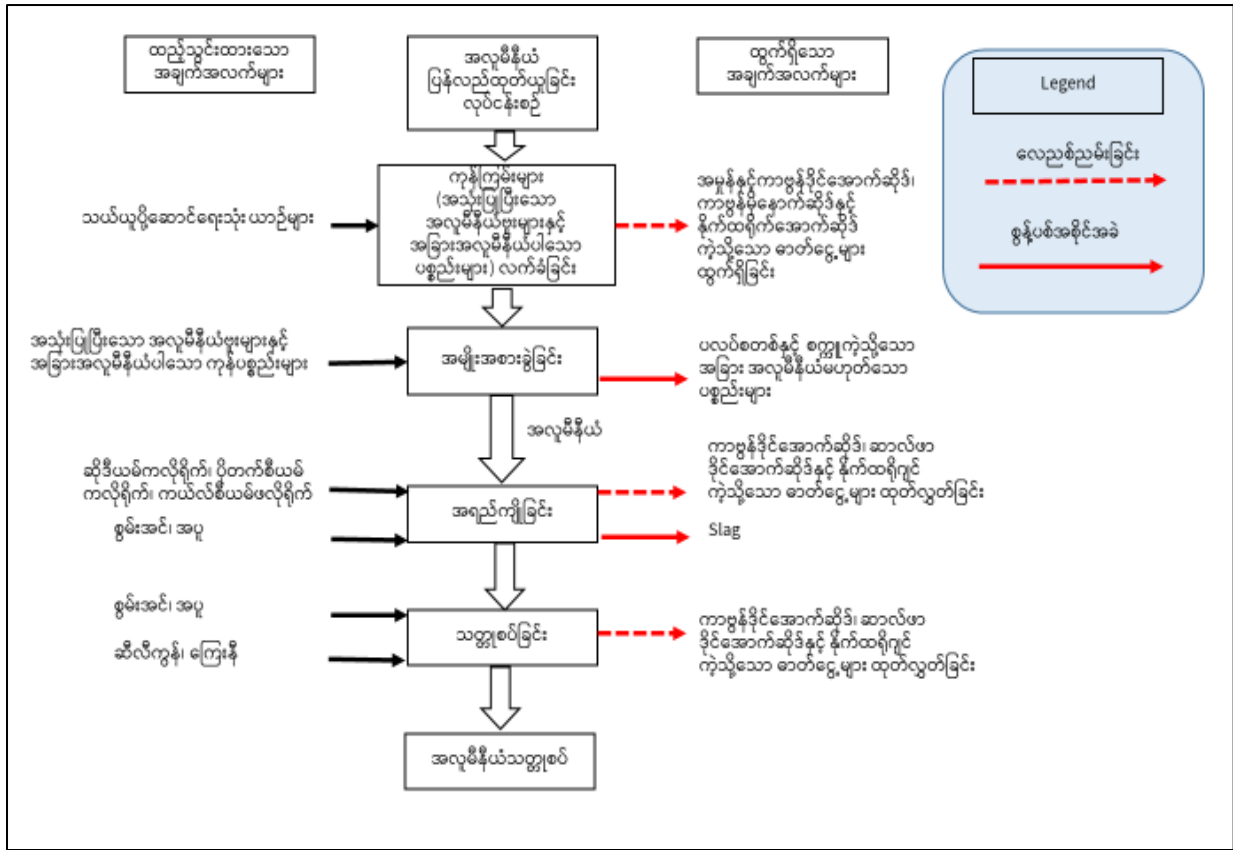 ထည့်သွင်းထားသော
အချက်အလက်များ
အလူမီနီယံ
ပြန်လည်ထုတ်ယူခြင်း
လုပ်ငန်းစဉ်
ထွက်ရှိသော
အချက်အလက်များ
Legend
လေညစ်ညမ်းခြင်း
စွန့်ပစ်အစိုင်အခဲ
သယ်ယူပို့ဆောင်ရေးသုံး ယာဉ်များ
ကုန်ကြမ်းများ
(အသုံးပြုပြီးသော
အလူမီနီယံဗူးများနှင့်
အခြားအလူမီနီယံပါသော
ပစ္စည်းများ) လက်ခံခြင်း
အမှုန်နှင့်ကာဗွန်ဒိုင်အောက်ဆိုဒ်၊
ကာဗွန်မိုနောက်ဆိုဒ်နှင့်
နိုက်ထရိုက်အောက်ဆိုဒ်
ကဲ့သို့သော ဓာတ်ငွေ့များ
ထွက်ရှိခြင်း
အသုံးပြုပြီးသော အလူမီနီယံဗူးများနှင့်
အခြားအလူမီနီယံပါသော ကုန်ပစ္စည်းများ
အမျိုးအစားခွဲခြင်း
ပလပ်စတစ်နှင့် စက္ကူကဲ့သို့သော
အခြား အလူမီနီယံမဟုတ်သော
ပစ္စည်းများ
အလူမီနီယံ
ဆိုဒီယမ်ကလိုရိုက်၊ ပိုတက်စီယမ်
ကလိုရိုက်၊ ကယ်လ်စီယမ်ဖလိုရိုက်
စွမ်းအင်၊ အပူ
အရည်ကျိုခြင်း
ကာဗွန်ဒိုင်အောက်ဆိုဒ်၊ ဆာလ်ဖာ
ဒိုင်အောက်ဆိုဒ်နှင့် နိုက်ထရိုဂျင်
ကဲ့သို့သော ဓာတ်ငွေ့များ ထုတ်လွှတ်ခြင်း
Slag
စွမ်းအင်၊ အပူ
ဆီလီကွန်၊ ကြေးနီ
သတ္တုစပ်ခြင်း
ကာဗွန်ဒိုင်အောက်ဆိုဒ်၊ ဆာလ်ဖာ
ဒိုင်အောက်ဆိုဒ်နှင့် နိုက်ထရိုဂျင်
ကဲ့သို့သော ဓာတ်ငွေ့များ ထုတ်လွှတ်ခြင်း
အလူမီနီယံသတ္တုစပ်